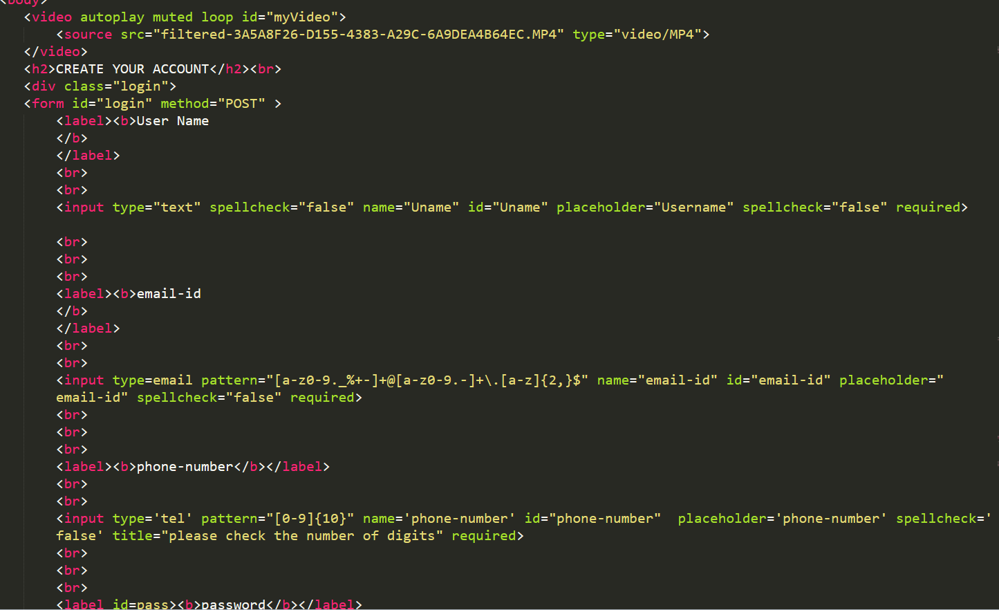 <body>
<video autoplay muted loop id="myVideo">
<source src="filtered-3A5A8F26-D155-4383-A29C-6A9DEA4B64EC.MP4" type="video/MP4">
</video>
<h2>CREATE YOUR ACCOUNT</h2><br>
<div class="login">
<form id="login" method="POST" >
<label><b>User Name
</b>
</label>
<br>
<br>
<input type="text" spellcheck="false" name="Uname" id="Uname" placeholder="Username" spellcheck="false" required>
<br>
<br>
<br>
<label><b>email-id
</b>
</label>
<br>
<br>
<input type=email pattern="[a-z0-9._%+-]+@[a-z0-9.-]+\.[a-z]{2,}$" name="email-id" id="email-id" placeholder="
email-id" spellcheck="false" required>
<br>
<br>
<br>
<label><b>phone-number</b></label>
<br>
<br>
<input type='tel' pattern="[0-9]{10}" name='phone-number' id="phone-number"  placeholder='phone-number' spellcheck='
false' title="please check the number of digits" required>
<br>
<br>
<br>
<label id=pass><b>password</b></label>